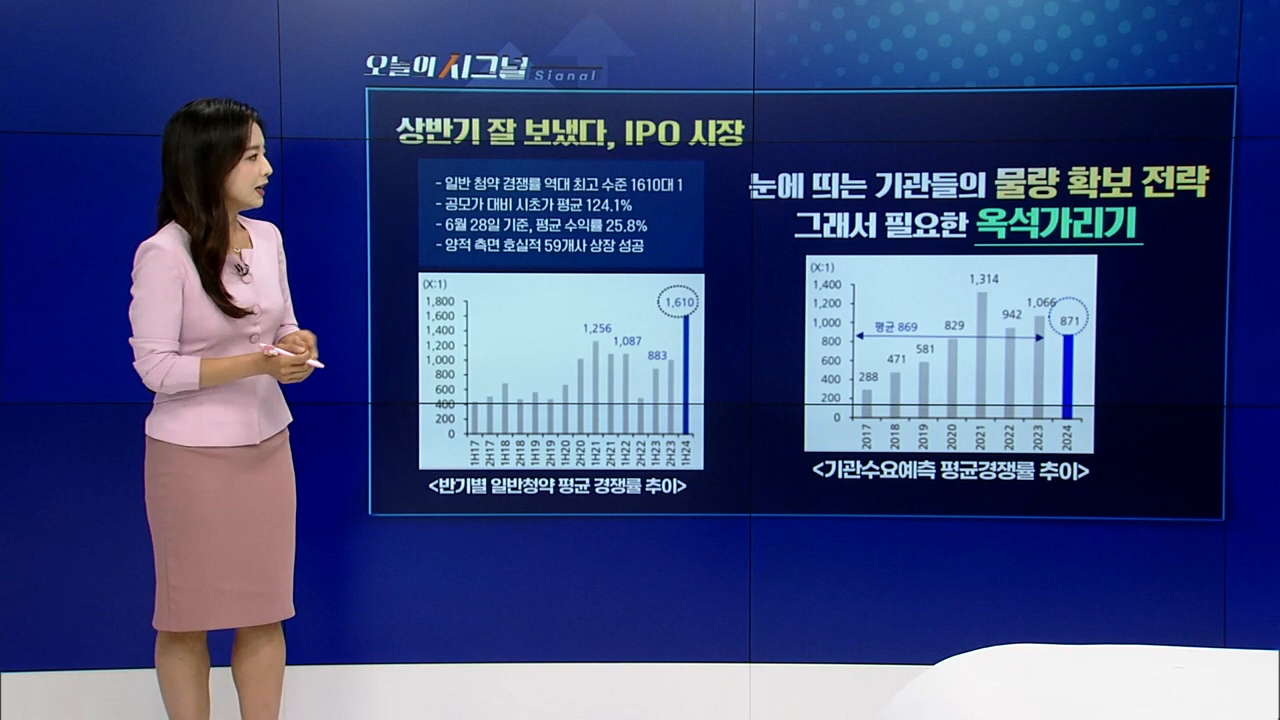 오늘의 시그널
Signal
상반기 잘 보냈다, IPO 시장
- 일반 청약 경쟁률 역대 최고 수준 1610대 1
- 공모가 대비 시초가 평균 124.1%
- 6월 28일 기준, 평균 수익률 25.8%
- 양적 측면 호실적 59개사 상장 성공
(X:1)
1,800
1,600
1,400
1,200
1,000
800
600
400
200
0
1,256
1,087
883
1,610
1H17
2H17
1H18
2H18
1H19
2H19
1H20
2H20
1H21
2H21
1H22
2H22
1H23
2H23
1H24
<반기별 일반청약 평균 경쟁률 추이>
눈에 띄는 기관들의 물량 확보 전략
그래서 필요한 옥석가리기
(X:1)
1,400
1,200
1,000
800
600
400
200
0
평균 869
288
471
581
829
1,314
942
1,066
871
2017
2018
2019
2020
2021
2022
2023
2024
<기관수요예측 평균경쟁률 추이>